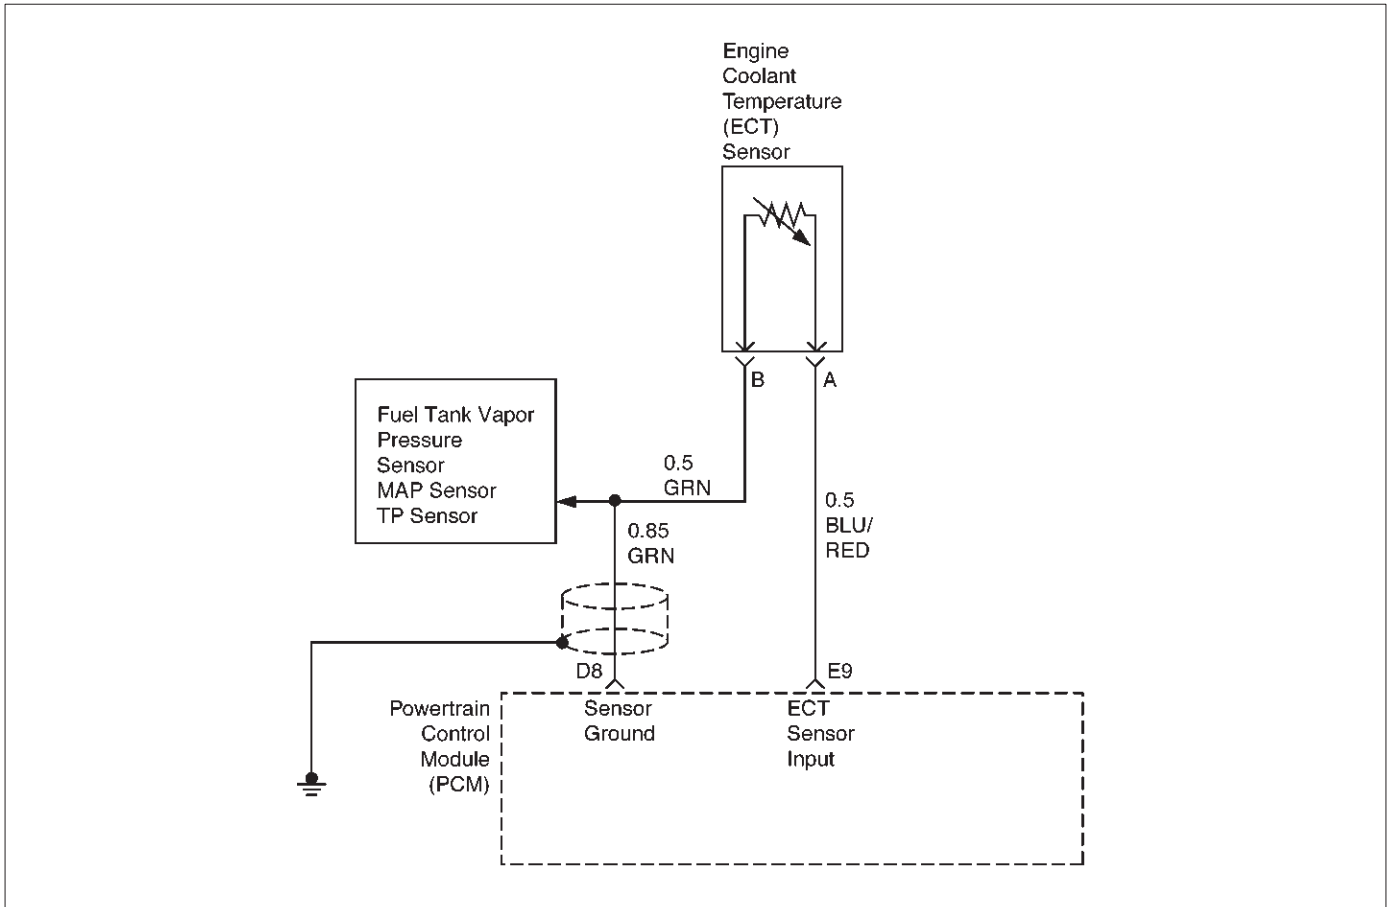 Engine
Coolant
Temperature
(ECT)
Sensor
B
A
Fuel Tank Vapor
Pressure
Sensor
MAP Sensor
TP Sensor
0.5
GRN
0.85
GRN
0.5
BLU/
RED
D8
E9
Powertrain
Control
Module
(PCM)
Sensor
Ground
ECT
Sensor
Input